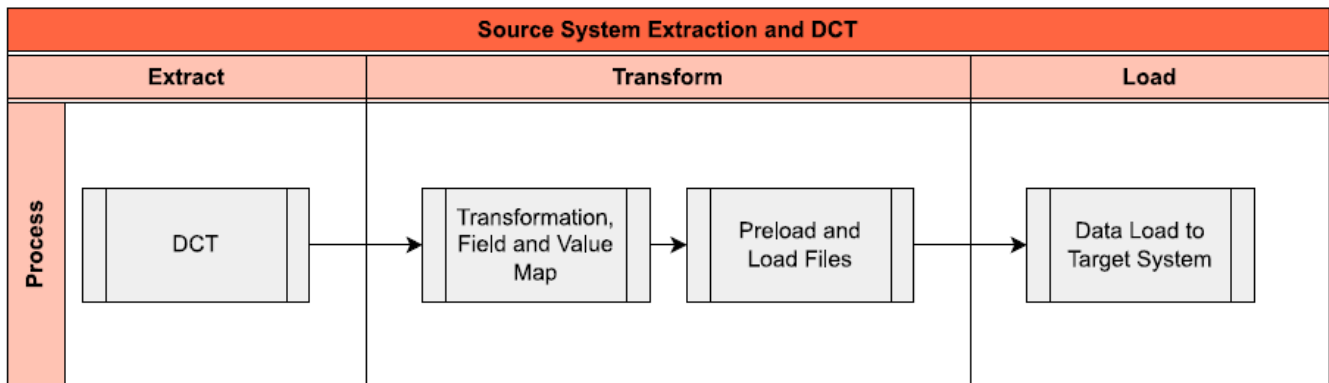 Source System Extraction and DCT
Extract
Transform
Load
Process
DCT
Transformation,
Field and Value
Map
Preload and
Load Files
Data Load to
Target System